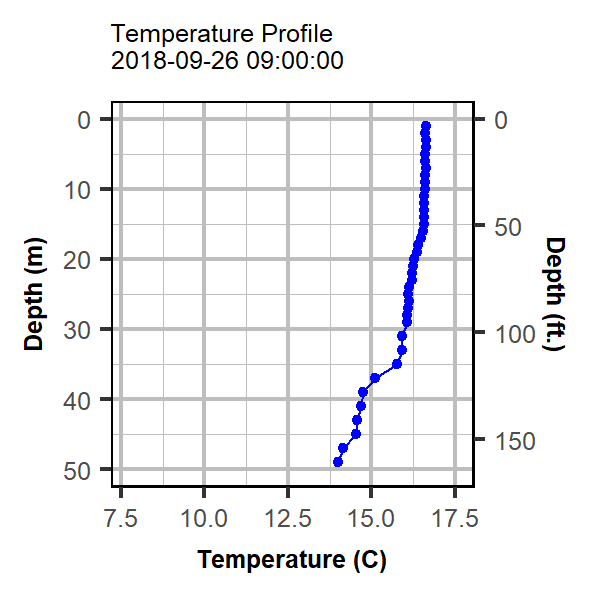 Temperature Profile
2018-09-26 09:00:00
0
10
20
30
40
50
Depth (m)
0
50
100
150
Depth (ft.)
7.5 10.0 12.5 15.0 17.5
Temperature (C)